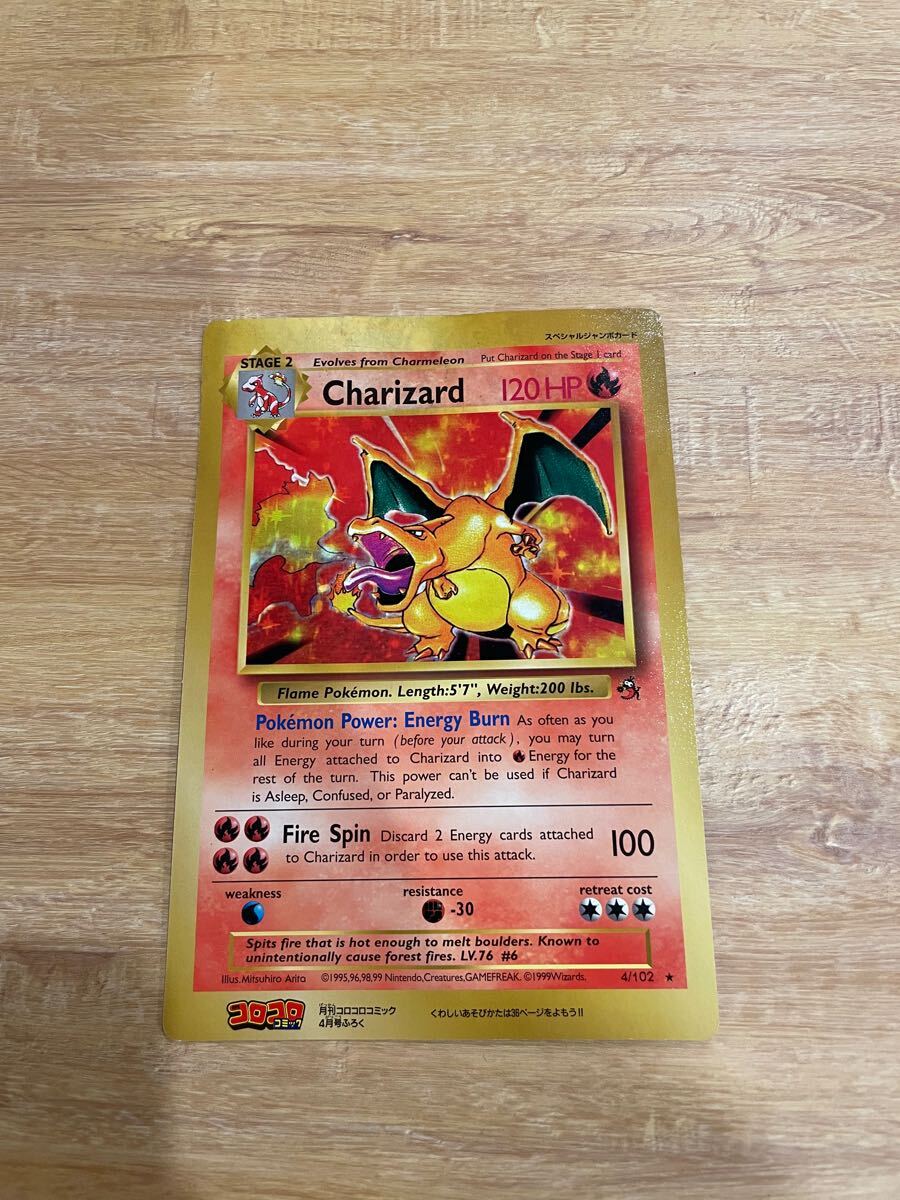 スペシャルジャンボカード
STAGE 2 Evolves from Charmeleon Put Charizard on the Stage 1 card
Charizard 120 HP
Flame Pokémon. Length:5'7", Weight:200 lbs.
Pokémon Power: Energy Burn As often as you
like during your turn (before your attack), you may turn
all Energy attached to Charizard into Energy for the
rest of the turn. This power can't be used if Charizard
is Asleep, Confused, or Paralyzed.
Fire Spin Discard 2 Energy cards attached
to Charizard in order to use this attack.
100
weakness resistance retreat cost
-30
Spits fire that is hot enough to melt boulders. Known to
unintentionally cause forest fires. LV.76 #6
Illus. Mitsuhiro Arita ©1995,96,98,99 Nintendo,Creatures,GAMEFREAK. ©1999Wizards. 4/102 ★
コロコロ
コミック
月刊コロコロコミック
4月号ふろく
くわしいあそびかたは36ページをよもう!!